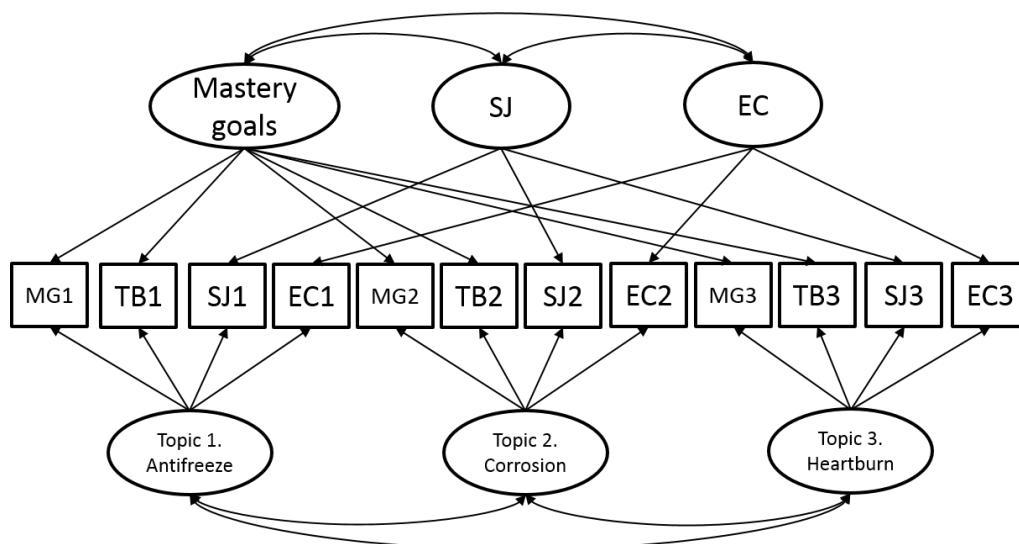 Mastery
goals
SJ
EC
MG1
TB1
SJ1
EC1
MG2
TB2
SJ2
EC2
MG3
TB3
SJ3
EC3
Topic 1.
Antifreeze
Topic 2.
Corrosion
Topic 3.
Heartburn